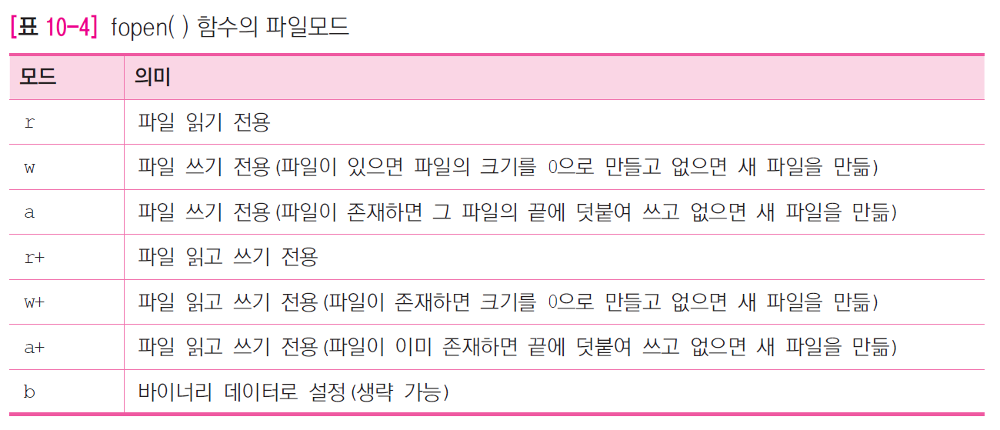 [표 10-4] fopen( ) 함수의 파일모드
모드 의미
r 파일 읽기 전용
w 파일 쓰기 전용(파일이 있으면 파일의 크기를 0으로 만들고 없으면 새 파일을 만듦)
a 파일 쓰기 전용(파일이 존재하면 그 파일의 끝에 덧붙여 쓰고 없으면 새 파일을 만듦)
r+ 파일 읽고 쓰기 전용
w+ 파일 읽고 쓰기 전용(파일이 존재하면 크기를 0으로 만들고 없으면 새 파일을 만듦)
a+ 파일 읽고 쓰기 전용(파일이 이미 존재하면 끝에 덧붙여 쓰고 없으면 새 파일을 만듦)
b 바이너리 데이터로 설정(생략 가능)